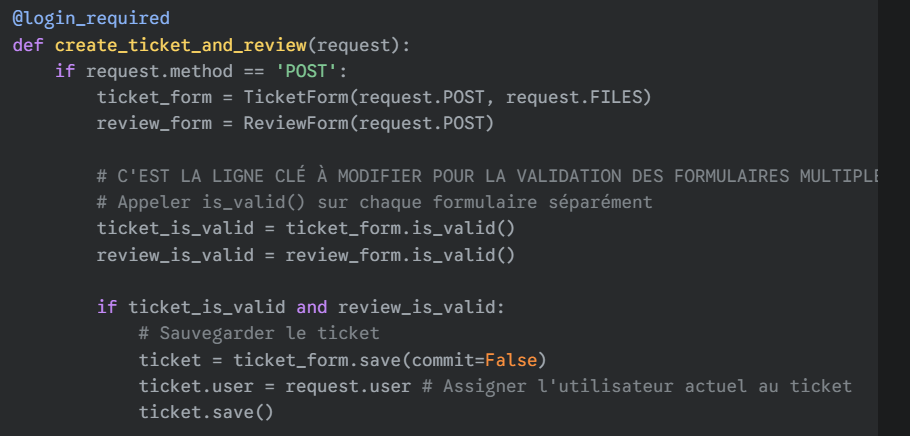 @login_required
def create_ticket_and_review(request):
    if request.method == 'POST':
        ticket_form = TicketForm(request.POST, request.FILES)
        review_form = ReviewForm(request.POST)

        # C'EST LA LIGNE CLÉ À MODIFIER POUR LA VALIDATION DES FORMULAIRES MULTIPLE
        # Appeler is_valid() sur chaque formulaire séparément
        ticket_is_valid = ticket_form.is_valid()
        review_is_valid = review_form.is_valid()

        if ticket_is_valid and review_is_valid:
            # Sauvegarder le ticket
            ticket = ticket_form.save(commit=False)
            ticket.user = request.user # Assigner l'utilisateur actuel au ticket
            ticket.save()